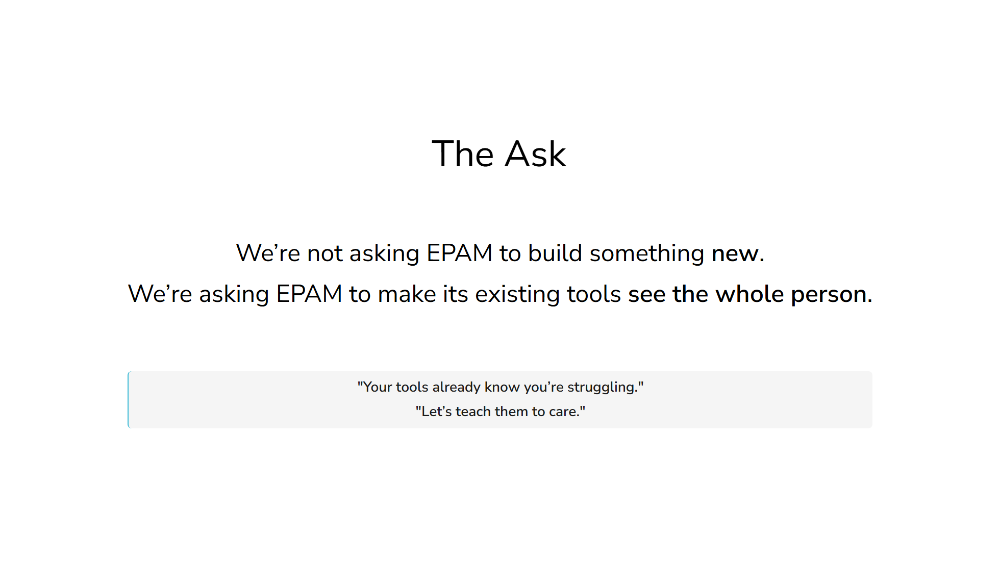 The Ask
We’re not asking EPAM to build something new.
We’re asking EPAM to make its existing tools see the whole person.
"Your tools already know you’re struggling."
"Let’s teach them to care."